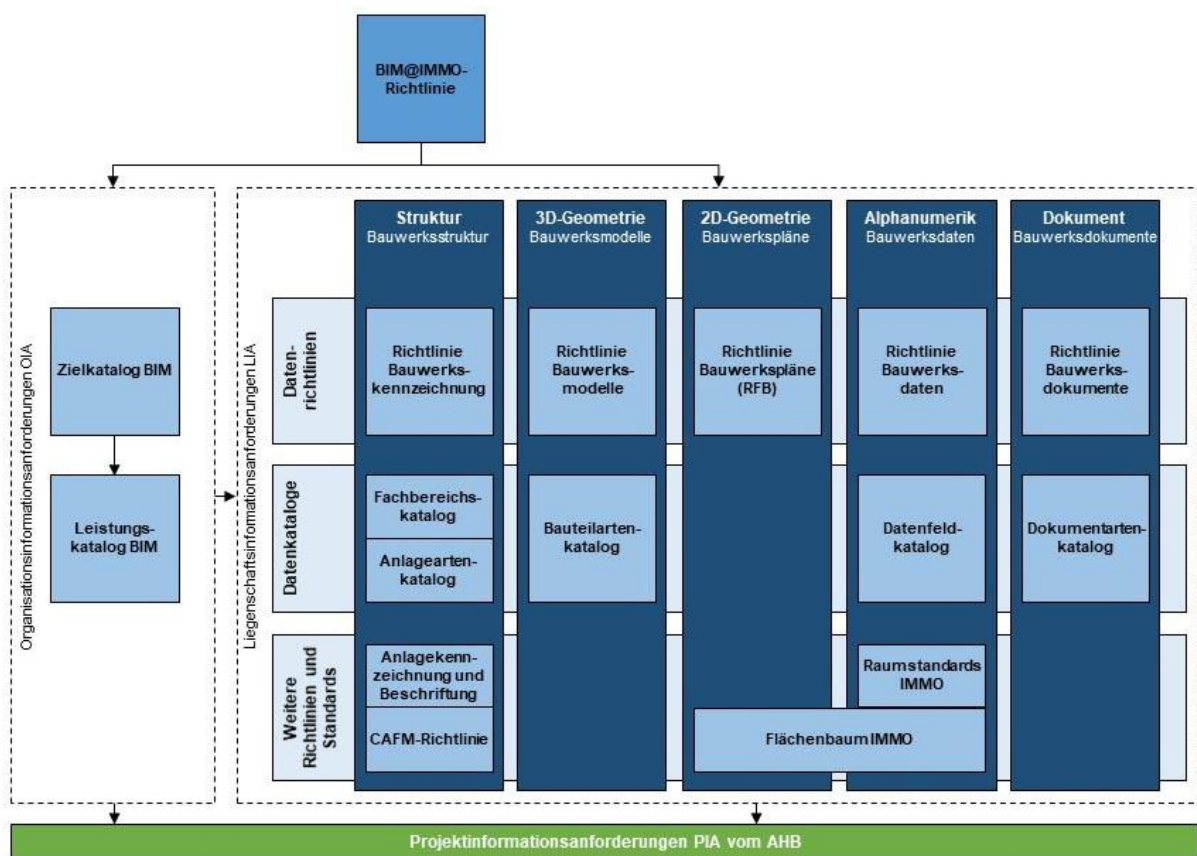 BIM@IMMO-
Richtlinie
Organisationsinformationsanforderungen OIA
Zielkatalog BIM
Leistungs-
katalog BIM
Liegenschaftsinformationsanforderungen LIA
Struktur
Bauwerksstruktur
3D-Geometrie
Bauwerksmodelle
2D-Geometrie
Bauwerkspläne
Alphanumerik
Bauwerksdaten
Dokument
Bauwerksdokumente
Daten-
richtlinien
Richtlinie
Bauwerks-
kennzeichnung
Richtlinie
Bauwerks-
modelle
Richtlinie
Bauwerkspläne
(RFB)
Richtlinie
Bauwerks-
daten
Richtlinie
Bauwerks-
dokumente
Datenkataloge
Fachbereichs-
katalog
Anlagearten-
katalog
Bauteilarten-
katalog
Datenfeld-
katalog
Dokumentarten-
katalog
Weitere
Richtlinien und
Standards
Anlagekenn-
zeichnung und
Beschriftung
CAFM-Richtlinie
Raumstandards
IMMO
Flächenbaum IMMO
Projektinformationsanforderungen PIA vom AHB